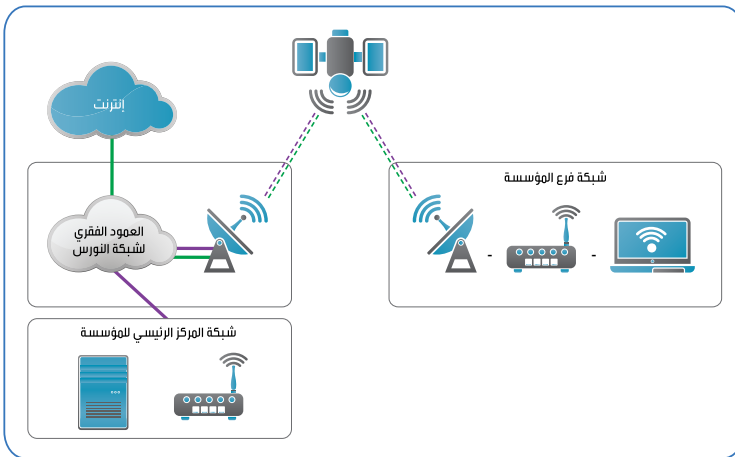 إنترنت
شبكة فرع المؤسسة
العمود الفقري
لشبكة النورس
شبكة المركز الرئيسي للمؤسسة